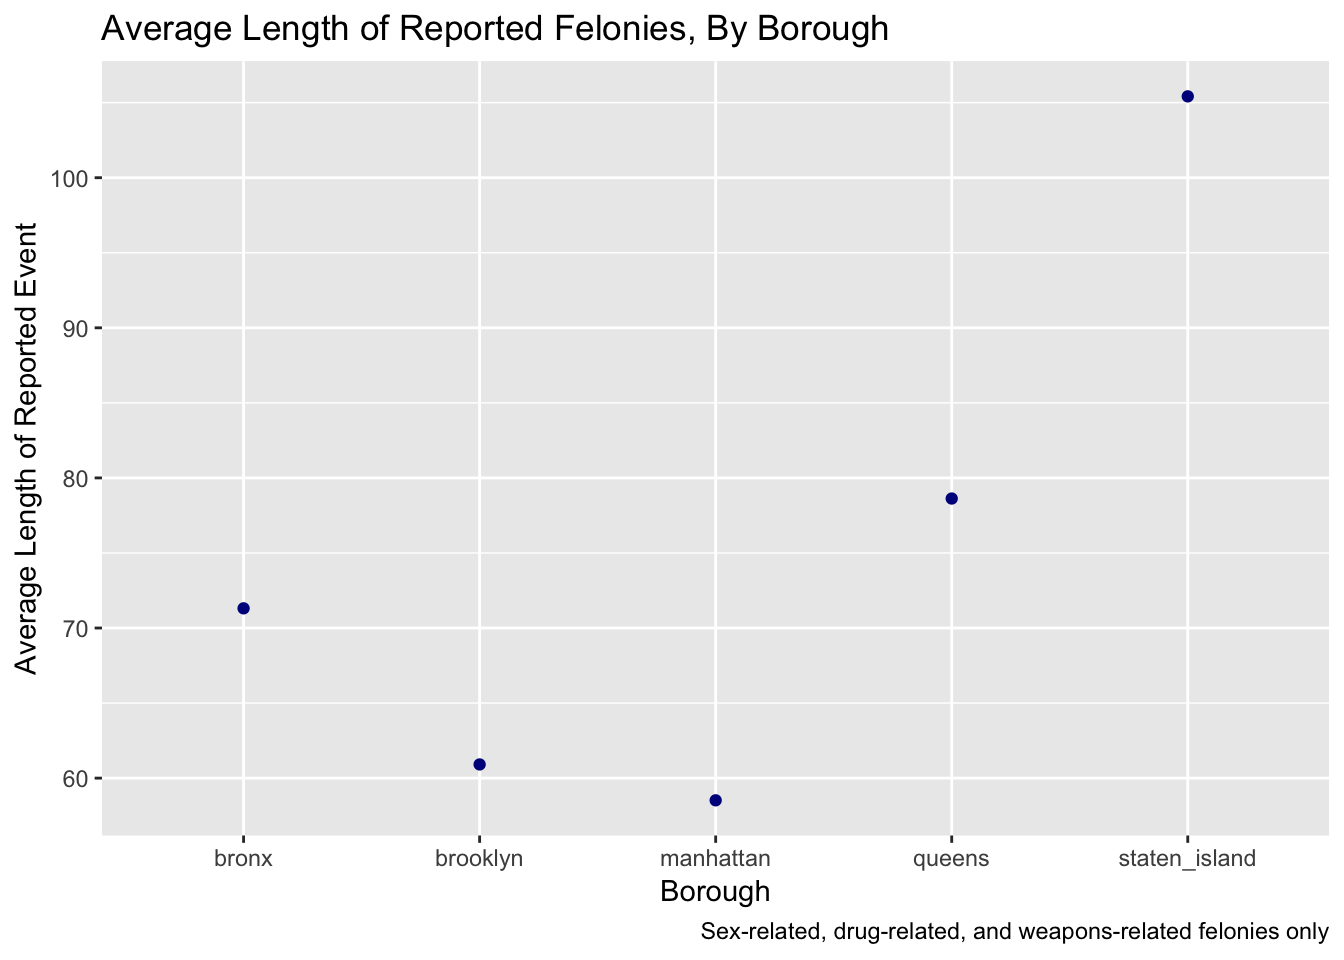 Average Length of Reported Felonies, By Borough
Average Length of Reported Event
100
90
80
70
60
bronx brooklyn manhattan queens staten_island
Borough
Sex-related, drug-related, and weapons-related felonies only